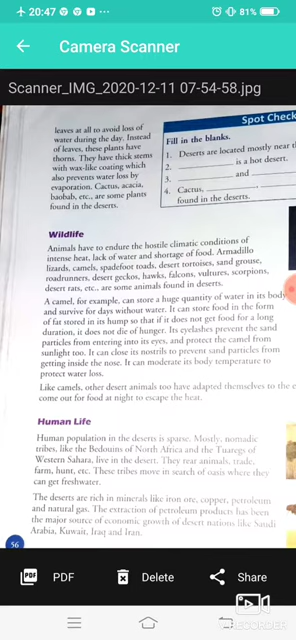 20:47
81%
Camera Scanner
Scanner_IMG_2020-12-11 07-54-58.jpg
leaves at all to avoid loss of
water during the day. Instead
of leaves, these plants have
thorns. They have thick stems
with wax-like coating which
also prevents water loss by
evaporation. Cactus, acacia,
baobab, etc., are some plants
found in the deserts.
Spot Check
Fill in the blanks.
1. Deserts are located mostly near th
2. ________ is a hot desert.
3. ________ and ________
4. Cactus, ________,
found in the deserts.
Wildlife
Animals have to endure the hostile climatic conditions of
intense heat, lack of water and shortage of food. Armadillo
lizards, camels, spadefoot toads, desert tortoises, sand grouse,
roadrunners, desert geckos, hawks, falcons, vultures, scorpions,
desert rats, etc.. are some animals found in deserts.
A camel, for example, can store a huge quantity of water in its body
and survive for days without water. It can store food in the form
of fat stored in its hump so that if it does not get food for a long
duration, it does not die of hunger. Its eyelashes prevent the sand
particles from entering into its eyes, and protect the camel from
sunlight too. It can close its nostrils to prevent sand particles from
getting inside the nose. It can moderate its body temperature to
protect water loss.
Like camels, other desert animals too have adapted themselves to the e
come out for food at night to escape the heat.
Human Life
Human population in the deserts is sparse. Mostly, nomadic
tribes, like the Bedouins of North Africa and the Tuaregs of
Western Sahara, live in the desert. They rear animals, trade,
farm, hunt, etc. These tribes move in search of oasis where they
can get freshwater.
The deserts are rich in minerals like iron ore, copper, petroleum
and natural gas. The extraction of petroleum products has been
the major source of economic growth of desert nations like Saudi
Arabia, Kuwait, Iraq and Iran.
56
PDF PDF
Delete
Share
RECORDER